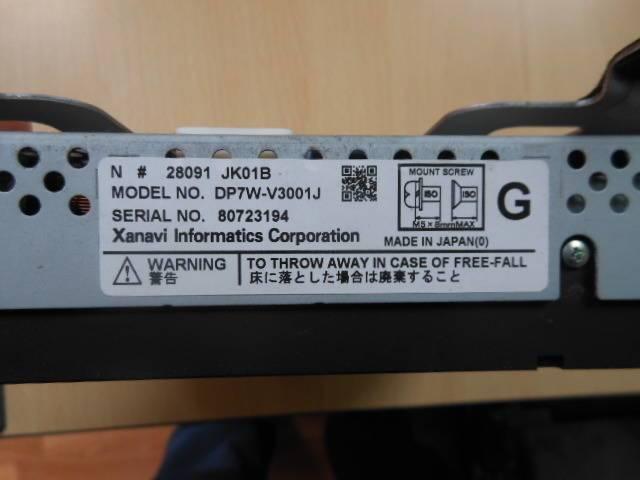 N # 28091 JK01B
MODEL NO. DP7W-V3001J
SERIAL NO. 80723194
Xanavi Informatics Corporation
MOUNT SCREW
ISO ISO
M5×8mmMAX
G
MADE IN JAPAN(0)
WARNING
警告
TO THROW AWAY IN CASE OF FREE-FALL
床に落とした場合は廃棄すること